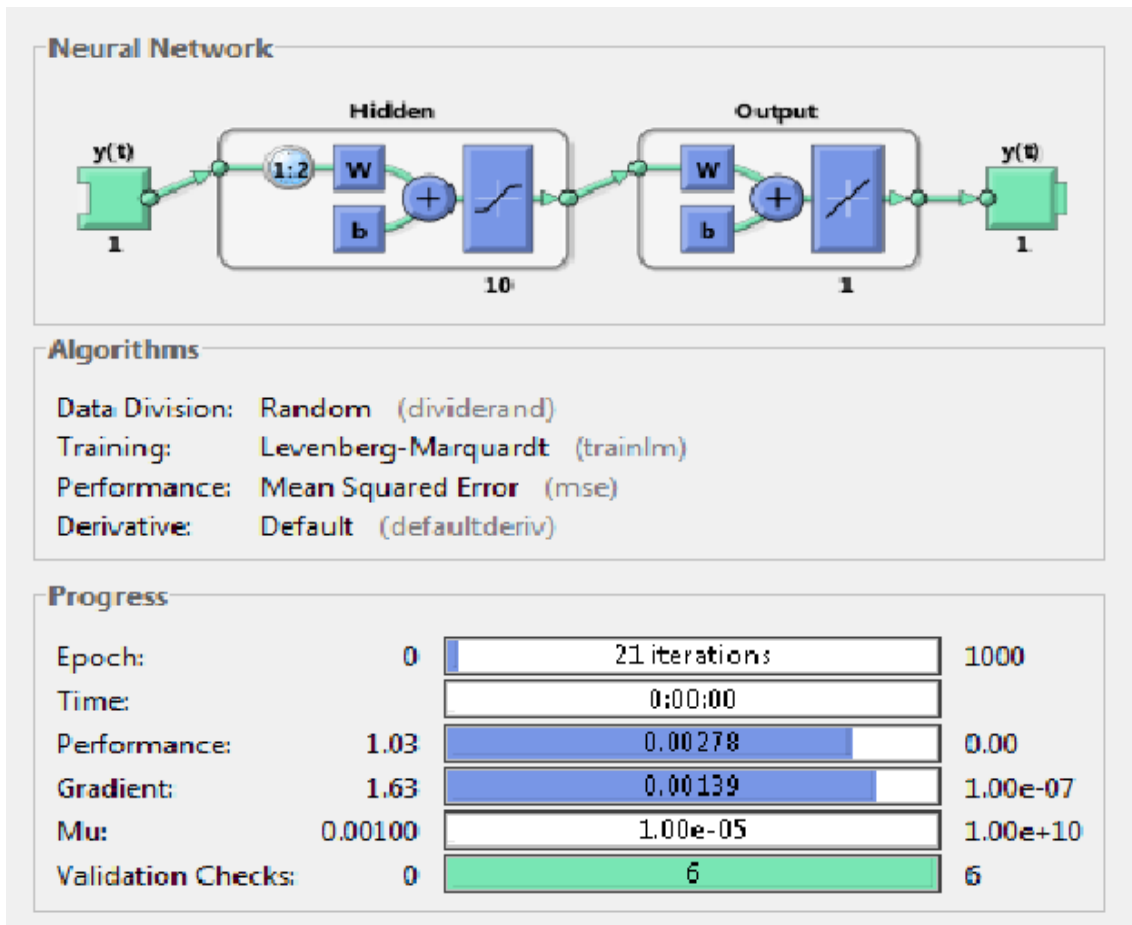 Neural Network
Hidden Output
y(t) 1:2 W b W b y(t)
1 10 1 1
Algorithms
Data Division: Random (dividerand)
Training: Levenberg-Marquardt (trainlm)
Performance: Mean Squared Error (mse)
Derivative: Default (defaultderiv)
Progress
Epoch: 0 21 iterations 1000
Time: 0:00:00
Performance: 1.03 0.00278 0.00
Gradient: 1.63 0.00139 1.00e-07
Mu: 0.00100 1.00e-05 1.00e+10
Validation Checks: 0 6 6